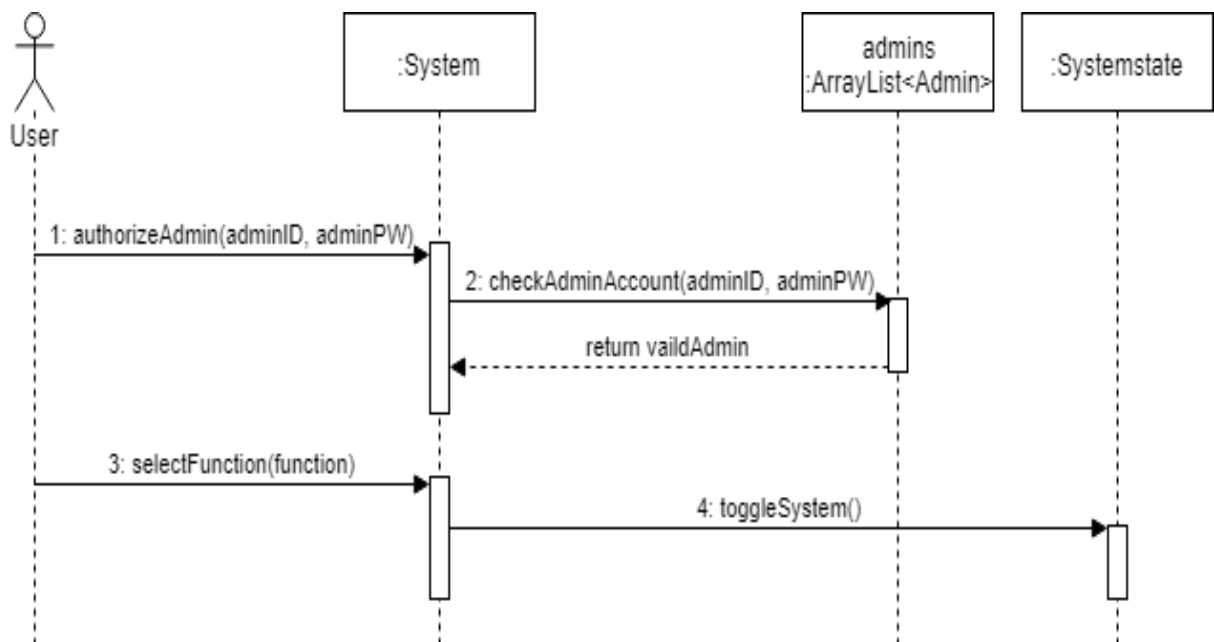 :System
admins
:ArrayList<Admin>
:Systemstate
User
1: authorizeAdmin(adminID, adminPW)
2: checkAdminAccount(adminID, adminPW)
return vaildAdmin
3: selectFunction(function)
4: toggleSystem()